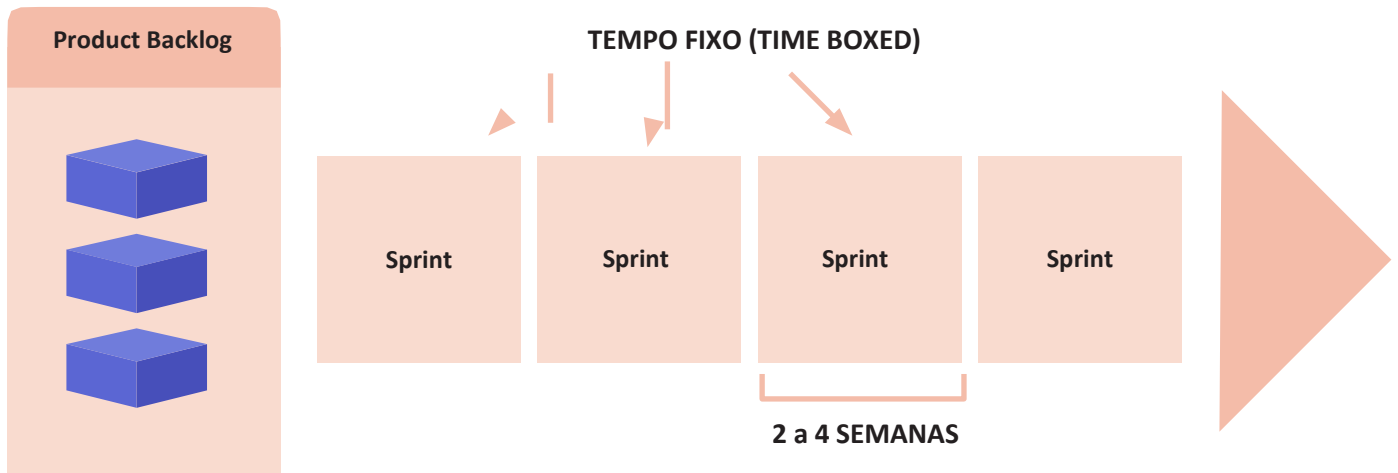 Product Backlog
TEMPO FIXO (TIME BOXED)
Sprint
Sprint
Sprint
Sprint
2 a 4 SEMANAS